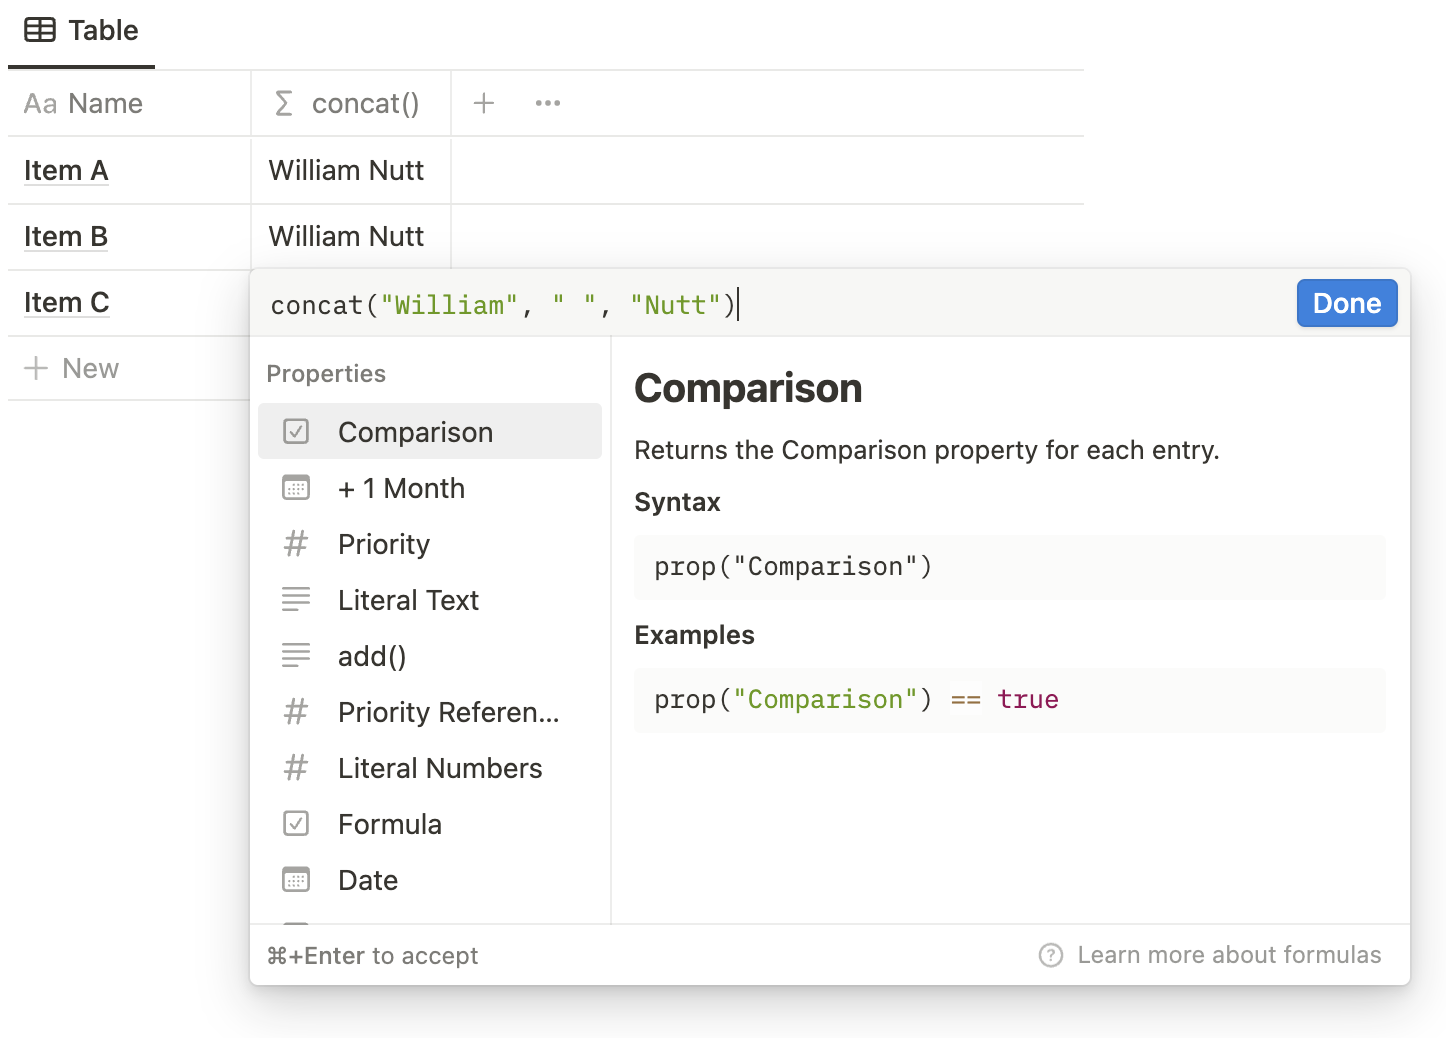 Table
Aa Name
Σ concat()
+ •••
Item A
William Nutt
Item B
William Nutt
Item C
+ New
concat("William", " ", "Nutt")
Done
Properties
Comparison
+ 1 Month
# Priority
Literal Text
add()
# Priority Referen...
# Literal Numbers
Formula
Date
Comparison
Returns the Comparison property for each entry.
Syntax
prop("Comparison")
Examples
prop("Comparison") == true
⌘+Enter to accept
? Learn more about formulas